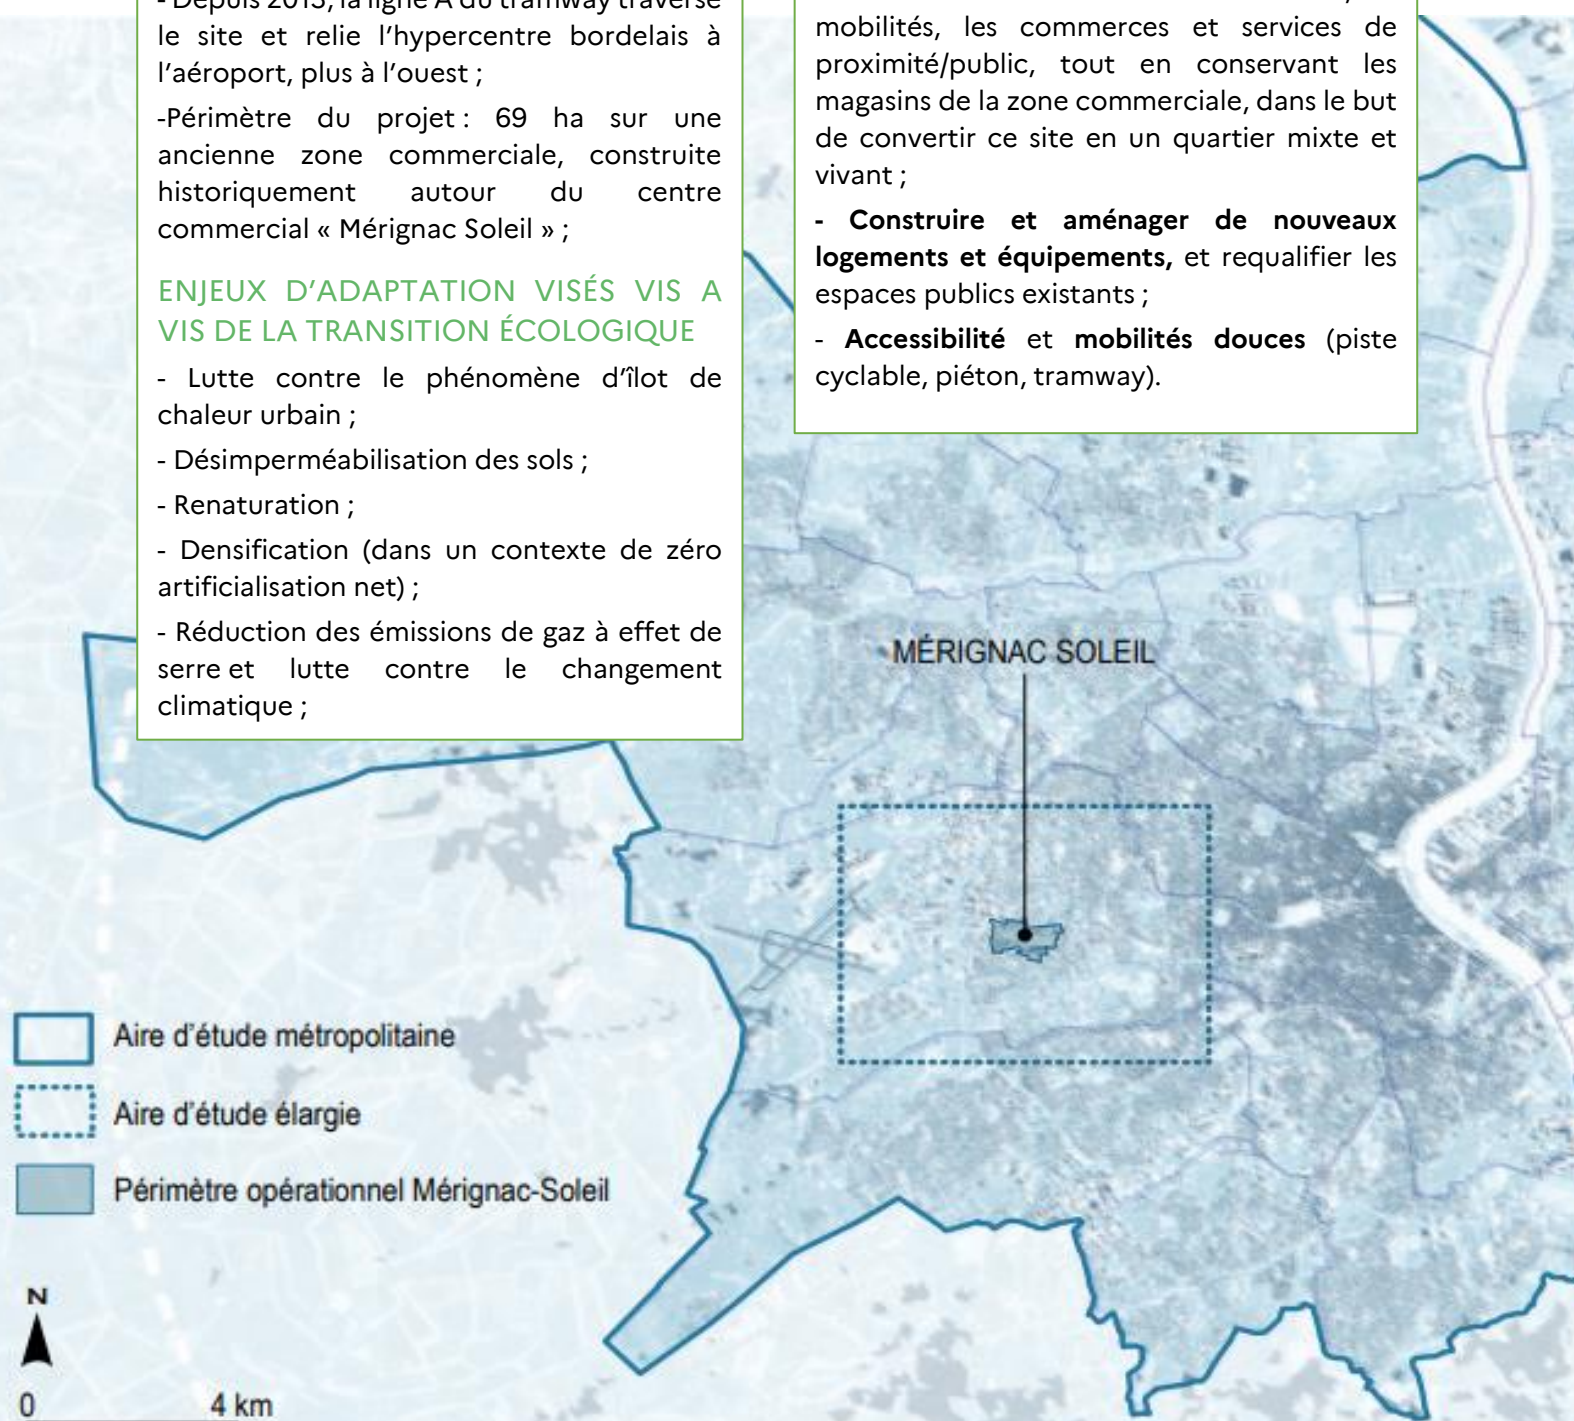 - Depuis 2015, la ligne A du tramway traverse
le site et relie l'hypercentre bordelais à
l'aéroport, plus à l'ouest ;
-Périmètre du projet : 69 ha sur une
ancienne zone commerciale, construite
historiquement autour du centre
commercial « Mérignac Soleil » ;
ENJEUX D'ADAPTATION VISÉS VIS A
VIS DE LA TRANSITION ÉCOLOGIQUE
- Lutte contre le phénomène d'îlot de
chaleur urbain ;
- Désimperméabilisation des sols ;
- Renaturation ;
- Densification (dans un contexte de zéro
artificialisation net) ;
- Réduction des émissions de gaz à effet de
serre et lutte contre le changement
climatique ;
mobilités, les commerces et services de
proximité/public, tout en conservant les
magasins de la zone commerciale, dans le but
de convertir ce site en un quartier mixte et
vivant ;
- Construire et aménager de nouveaux
logements et équipements, et requalifier les
espaces publics existants ;
- Accessibilité et mobilités douces (piste
cyclable, piéton, tramway).
MÉRIGNAC SOLEIL
Aire d'étude métropolitaine
Aire d'étude élargie
Périmètre opérationnel Mérignac-Soleil
N
0 4 km